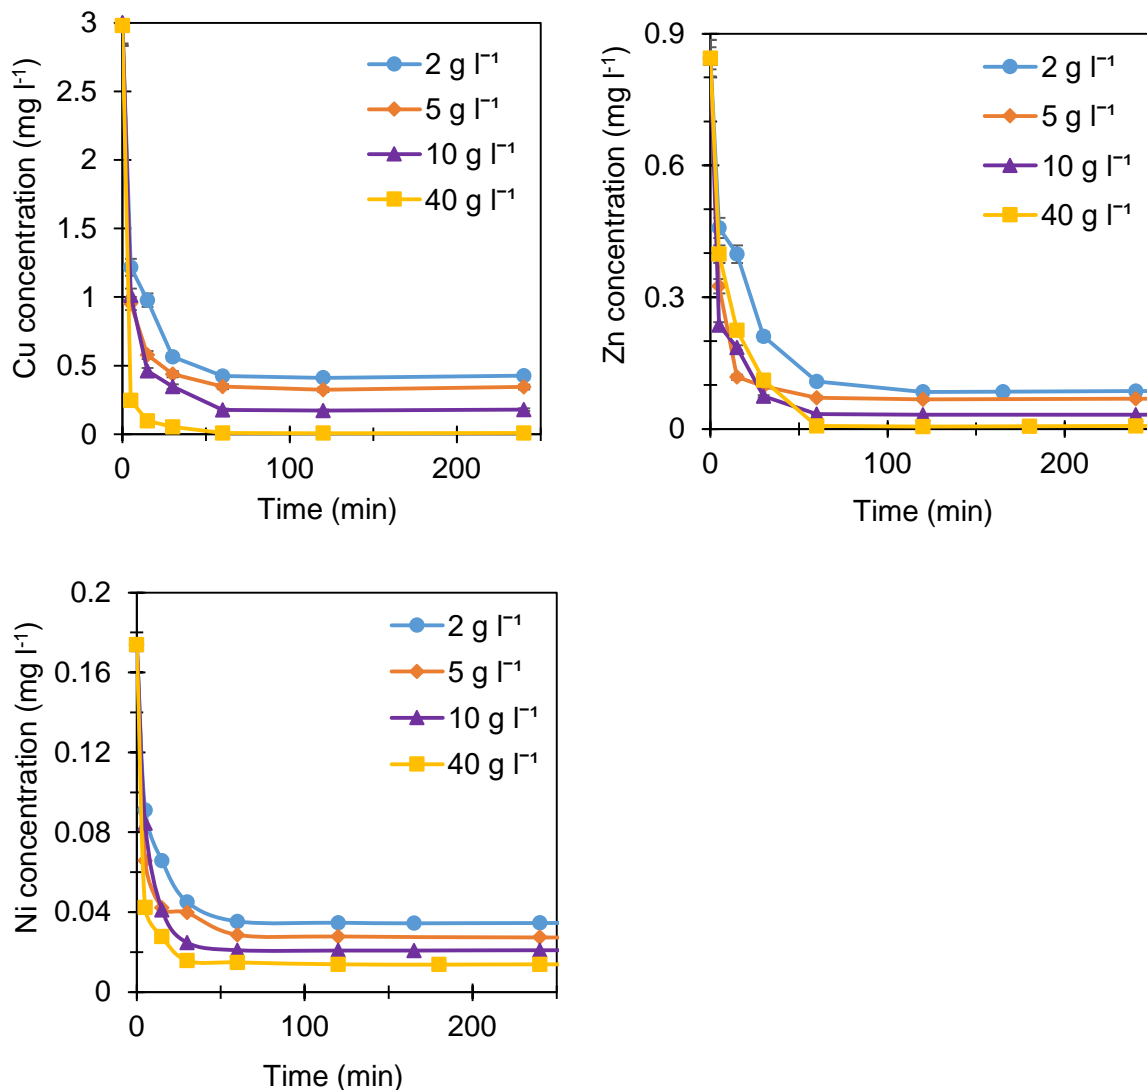 Cu concentration (mg l⁻¹)
3
2.5
2
1.5
1
0.5
0
0
100
200
Time (min)
2 g l⁻¹
5 g l⁻¹
10 g l⁻¹
40 g l⁻¹
Zn concentration (mg l⁻¹)
0.9
0.6
0.3
0
0
100
200
Time (min)
2 g l⁻¹
5 g l⁻¹
10 g l⁻¹
40 g l⁻¹
Ni concentration (mg l⁻¹)
0.2
0.16
0.12
0.08
0.04
0
0
100
200
Time (min)
2 g l⁻¹
5 g l⁻¹
10 g l⁻¹
40 g l⁻¹